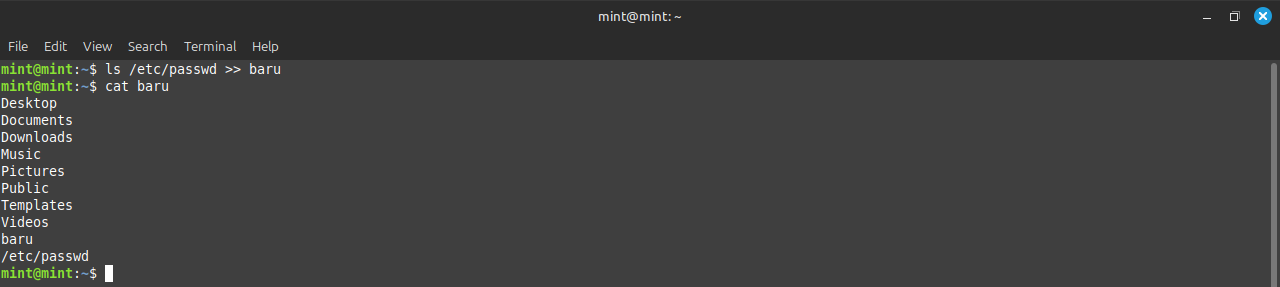 mint@mint: ~
File Edit View Search Terminal Help
mint@mint:~$ ls /etc/passwd >> baru
mint@mint:~$ cat baru
Desktop
Documents
Downloads
Music
Pictures
Public
Templates
Videos
baru
/etc/passwd
mint@mint:~$